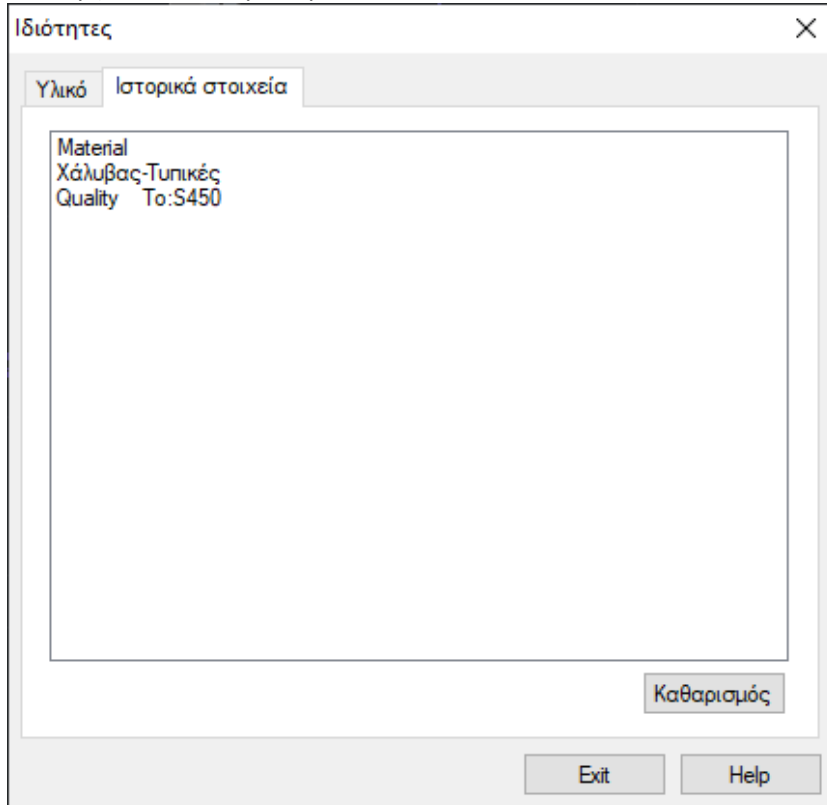 Ιδιότητες
Υλικό Ιστορικά στοιχεία
Material
Χάλυβας-Τυπικές
Quality To:S450
Καθαρισμός
Exit Help